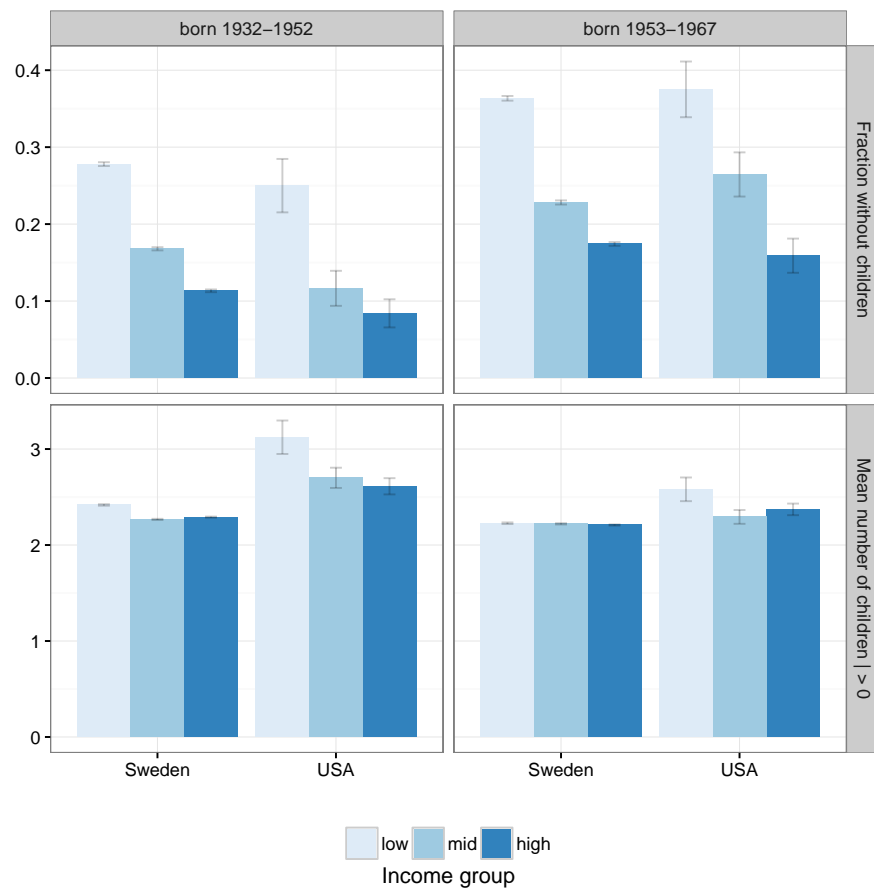 born 1932–1952
born 1953–1967
0.4
0.3
0.2
0.1
0.0
Fraction without children
3
2
1
0
Mean number of children | > 0
Sweden
USA
Sweden
USA
low
mid
high
Income group